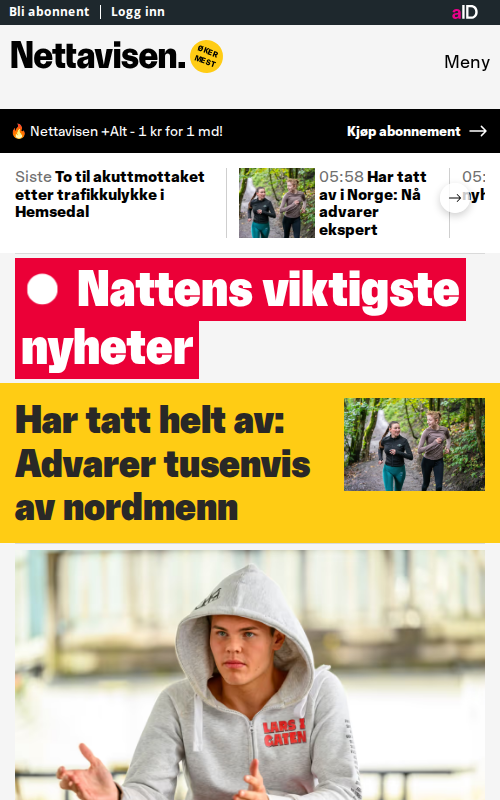 Bli abonnent
Logg inn
aID
Nettavisen.
ØKER
MEST
Meny
🔥 Nettavisen +Alt - 1 kr for 1 md!
Kjøp abonnement
Siste To til akuttmottaket
etter trafikkulykke i
Hemsedal
05:58 Har tatt
av i Norge: Nå
advarer
ekspert
05:
nyh
Nattens viktigste
nyheter
Har tatt helt av:
Advarer tusenvis
av nordmenn
LARS I
GATEN